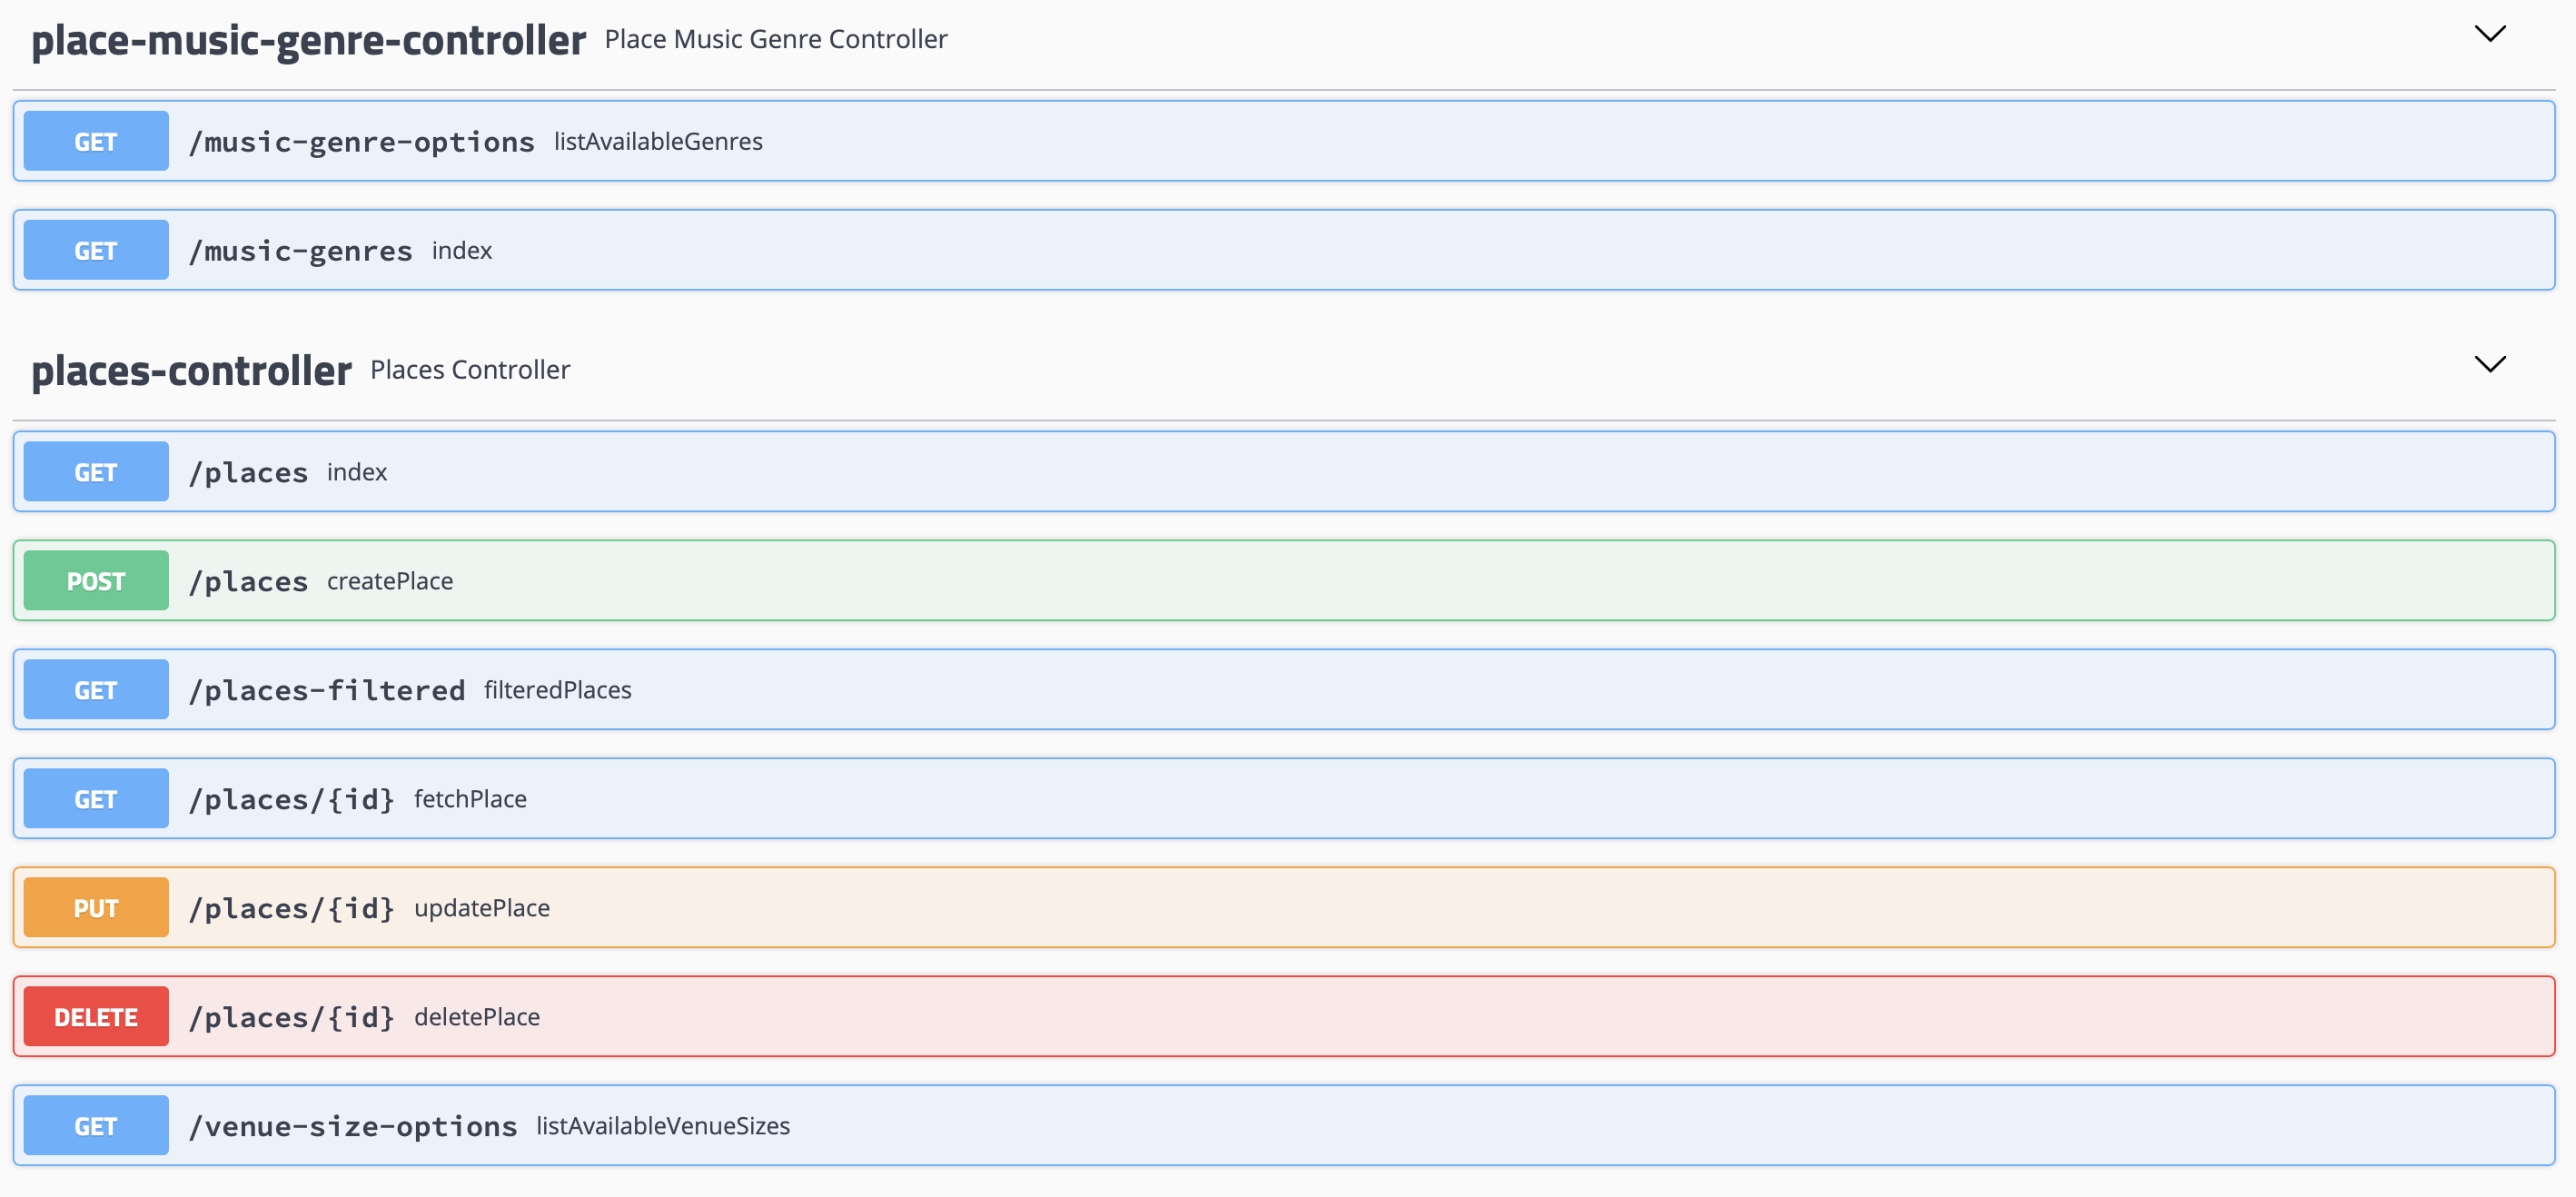 place-music-genre-controller Place Music Genre Controller
GET /music-genre-options listAvailableGenres
GET /music-genres index
places-controller Places Controller
GET /places index
POST /places createPlace
GET /places-filtered filteredPlaces
GET /places/{id} fetchPlace
PUT /places/{id} updatePlace
DELETE /places/{id} deletePlace
GET /venue-size-options listAvailableVenueSizes